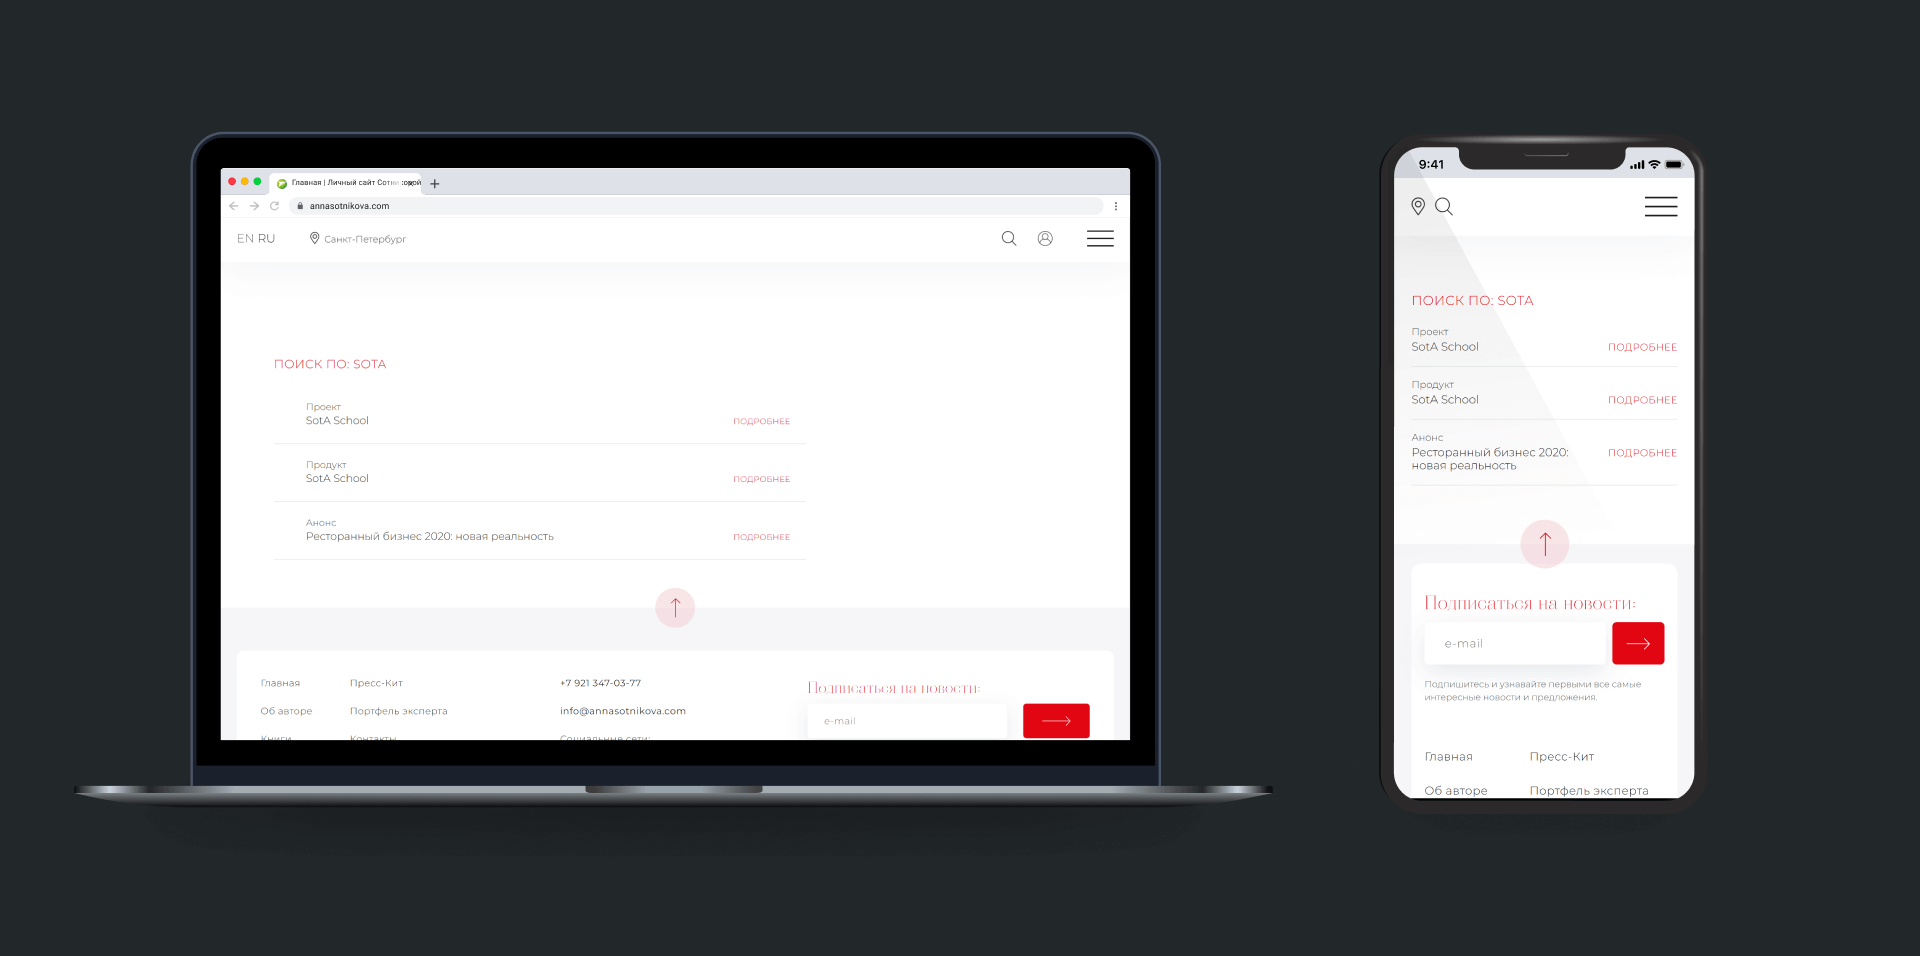 Главная | Личный сайт Сотни
annasotnikova.com
EN RU
Санкт-Петербург
ПОИСК ПО: SOTA
Проект
SotA School
ПОДРОБНЕЕ
Продукт
SotA School
ПОДРОБНЕЕ
Анонс
Ресторанный бизнес 2020: новая реальность
ПОДРОБНЕЕ
Главная
Пресс-Кит
+7 921 347-03-77
Подписаться на новости:
Об авторе
Портфель эксперта
info@annasotnikova.com
e-mail
Книги
Контакты
Социальные сети:
9:41
ПОИСК ПО: SOTA
Проект
SotA School
ПОДРОБНЕЕ
Продукт
SotA School
ПОДРОБНЕЕ
Анонс
Ресторанный бизнес 2020:
новая реальность
ПОДРОБНЕЕ
Подписаться на новости:
e-mail
Подпишитесь и узнавайте первыми все самые
интересные новости и предложения.
Главная
Пресс-Кит
Об авторе
Портфель эксперта